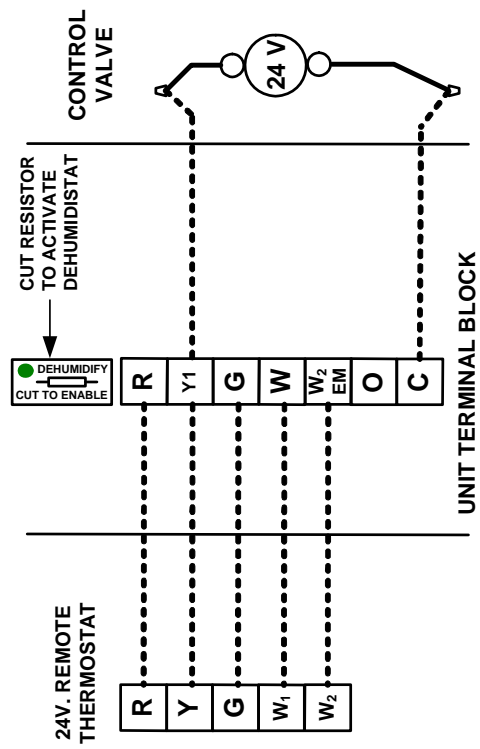 CONTROL
VALVE
24 V
CUT RESISTOR
TO ACTIVATE
DEHUMIDISTAT
DEHUMIDIFY
CUT TO ENABLE
R
Y1
G
W
W2
EM
O
C
UNIT TERMINAL BLOCK
24V. REMOTE
THERMOSTAT
R
Y
G
W1
W2